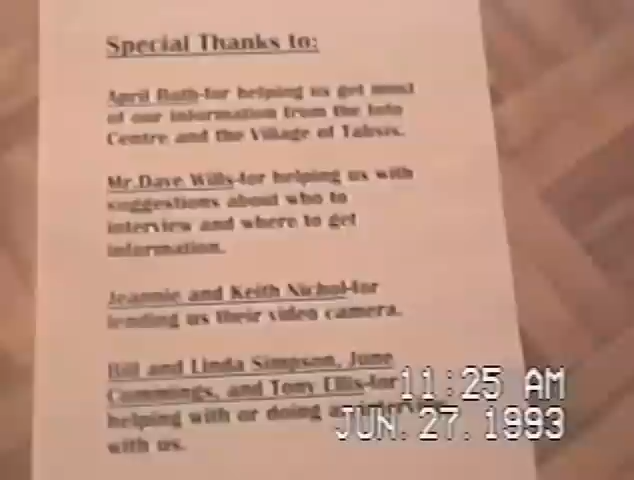 Special Thanks to:
April Ruth-for helping us get most
of our information from the Info
Centre and the Village of Tahsis.
Mr. Dave Wills-for helping us with
suggestions about who to
interview and where to get
information.
Jeannie and Keith Nichol-for
lending us their video camera.
Bill and Linda Simpson, June
Cummings, and Tony Ellis-for
helping with or doing an interview
with us.
11:25 AM
JUN. 27. 1993